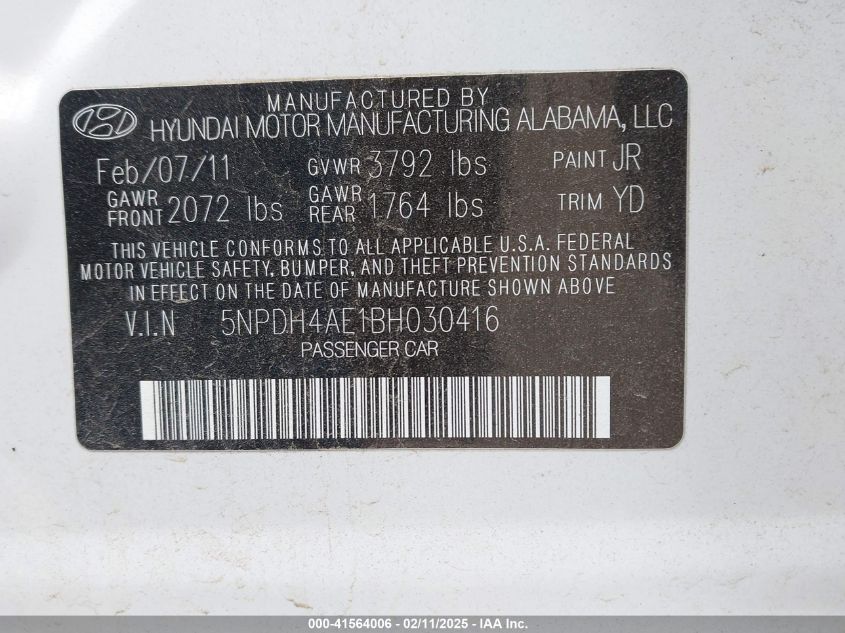 MANUFACTURED BY
HYUNDAI MOTOR MANUFACTURING ALABAMA, LLC
Feb/07/11 GVWR 3792 lbs PAINT JR
GAWR FRONT 2072 lbs GAWR REAR 1764 lbs TRIM YD
THIS VEHICLE CONFORMS TO ALL APPLICABLE U.S.A. FEDERAL
MOTOR VEHICLE SAFETY, BUMPER, AND THEFT PREVENTION STANDARDS
IN EFFECT ON THE DATE OF MANUFACTURE SHOWN ABOVE
V.I.N 5NPDH4AE1BH030416
PASSENGER CAR
000-41564006 - 02/11/2025 - IAA Inc.